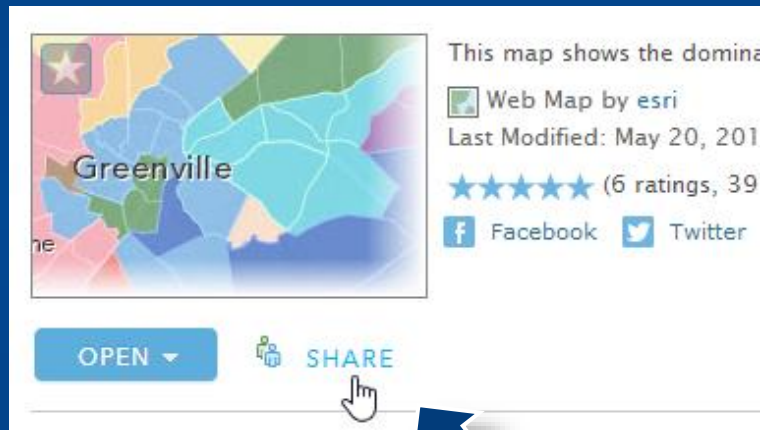 Greenville
ne
This map shows the domina
Web Map by esri
Last Modified: May 20, 201
(6 ratings, 39
Facebook Twitter
OPEN SHARE